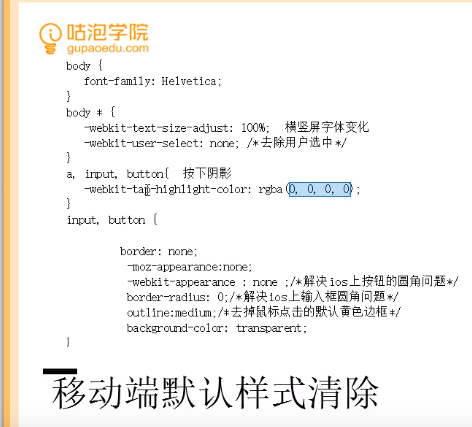 咕泡学院
gupaoedu.com
body {
font-family: Helvetica;
}
body * {
-webkit-text-size-adjust: 100%; 横竖屏字体变化
-webkit-user-select: none; /*去除用户选中*/
}
a, input, button{ 按下阴影
-webkit-tap-highlight-color: rgba(0, 0, 0, 0);
}
input, button {
border: none;
-moz-appearance:none;
-webkit-appearance : none ;/*解决ios上按钮的圆角问题*/
border-radius: 0;/*解决ios上输入框圆角问题*/
outline:medium;/*去掉鼠标点击的默认黄色边框*/
background-color: transparent;
}
移动端默认样式清除